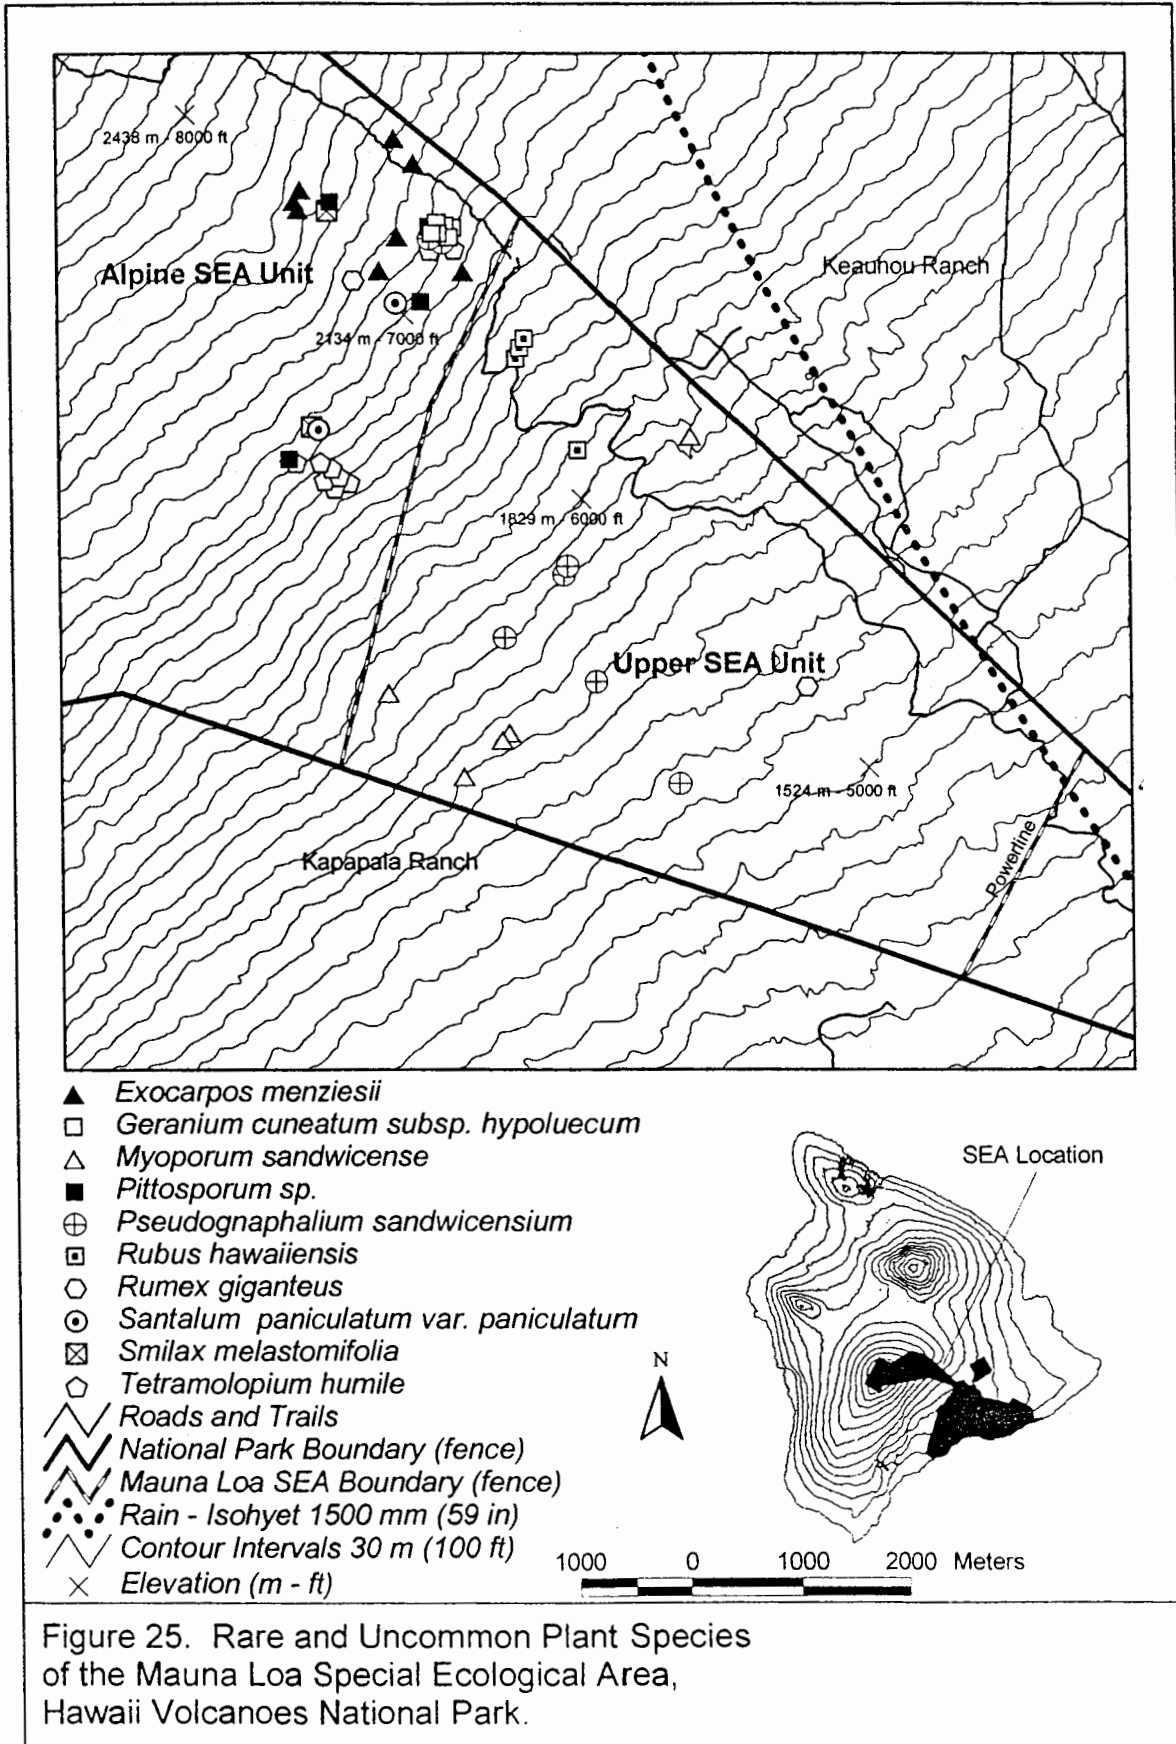 2438 m - 8000 ft
Keauhou Ranch
Alpine SEA Unit
2134 m - 7000 ft
1829 m - 6000 ft
Upper SEA Unit
1524 m - 5000 ft
Powerline
Kapapala Ranch
Exocarpos menziesii
Geranium cuneatum subsp. hypoluecum
Myoporum sandwicense
Pittosporum sp.
Pseudognaphalium sandwicensium
Rubus hawaiiensis
Rumex giganteus
Santalum paniculatum var. paniculatum
Smilax melastomifolia
Tetramolopium humile
Roads and Trails
National Park Boundary (fence)
Mauna Loa SEA Boundary (fence)
Rain - Isohyet 1500 mm (59 in)
Contour Intervals 30 m (100 ft)
Elevation (m - ft)
SEA Location
N
1000 0 1000 2000 Meters
Figure 25. Rare and Uncommon Plant Species
of the Mauna Loa Special Ecological Area,
Hawaii Volcanoes National Park.